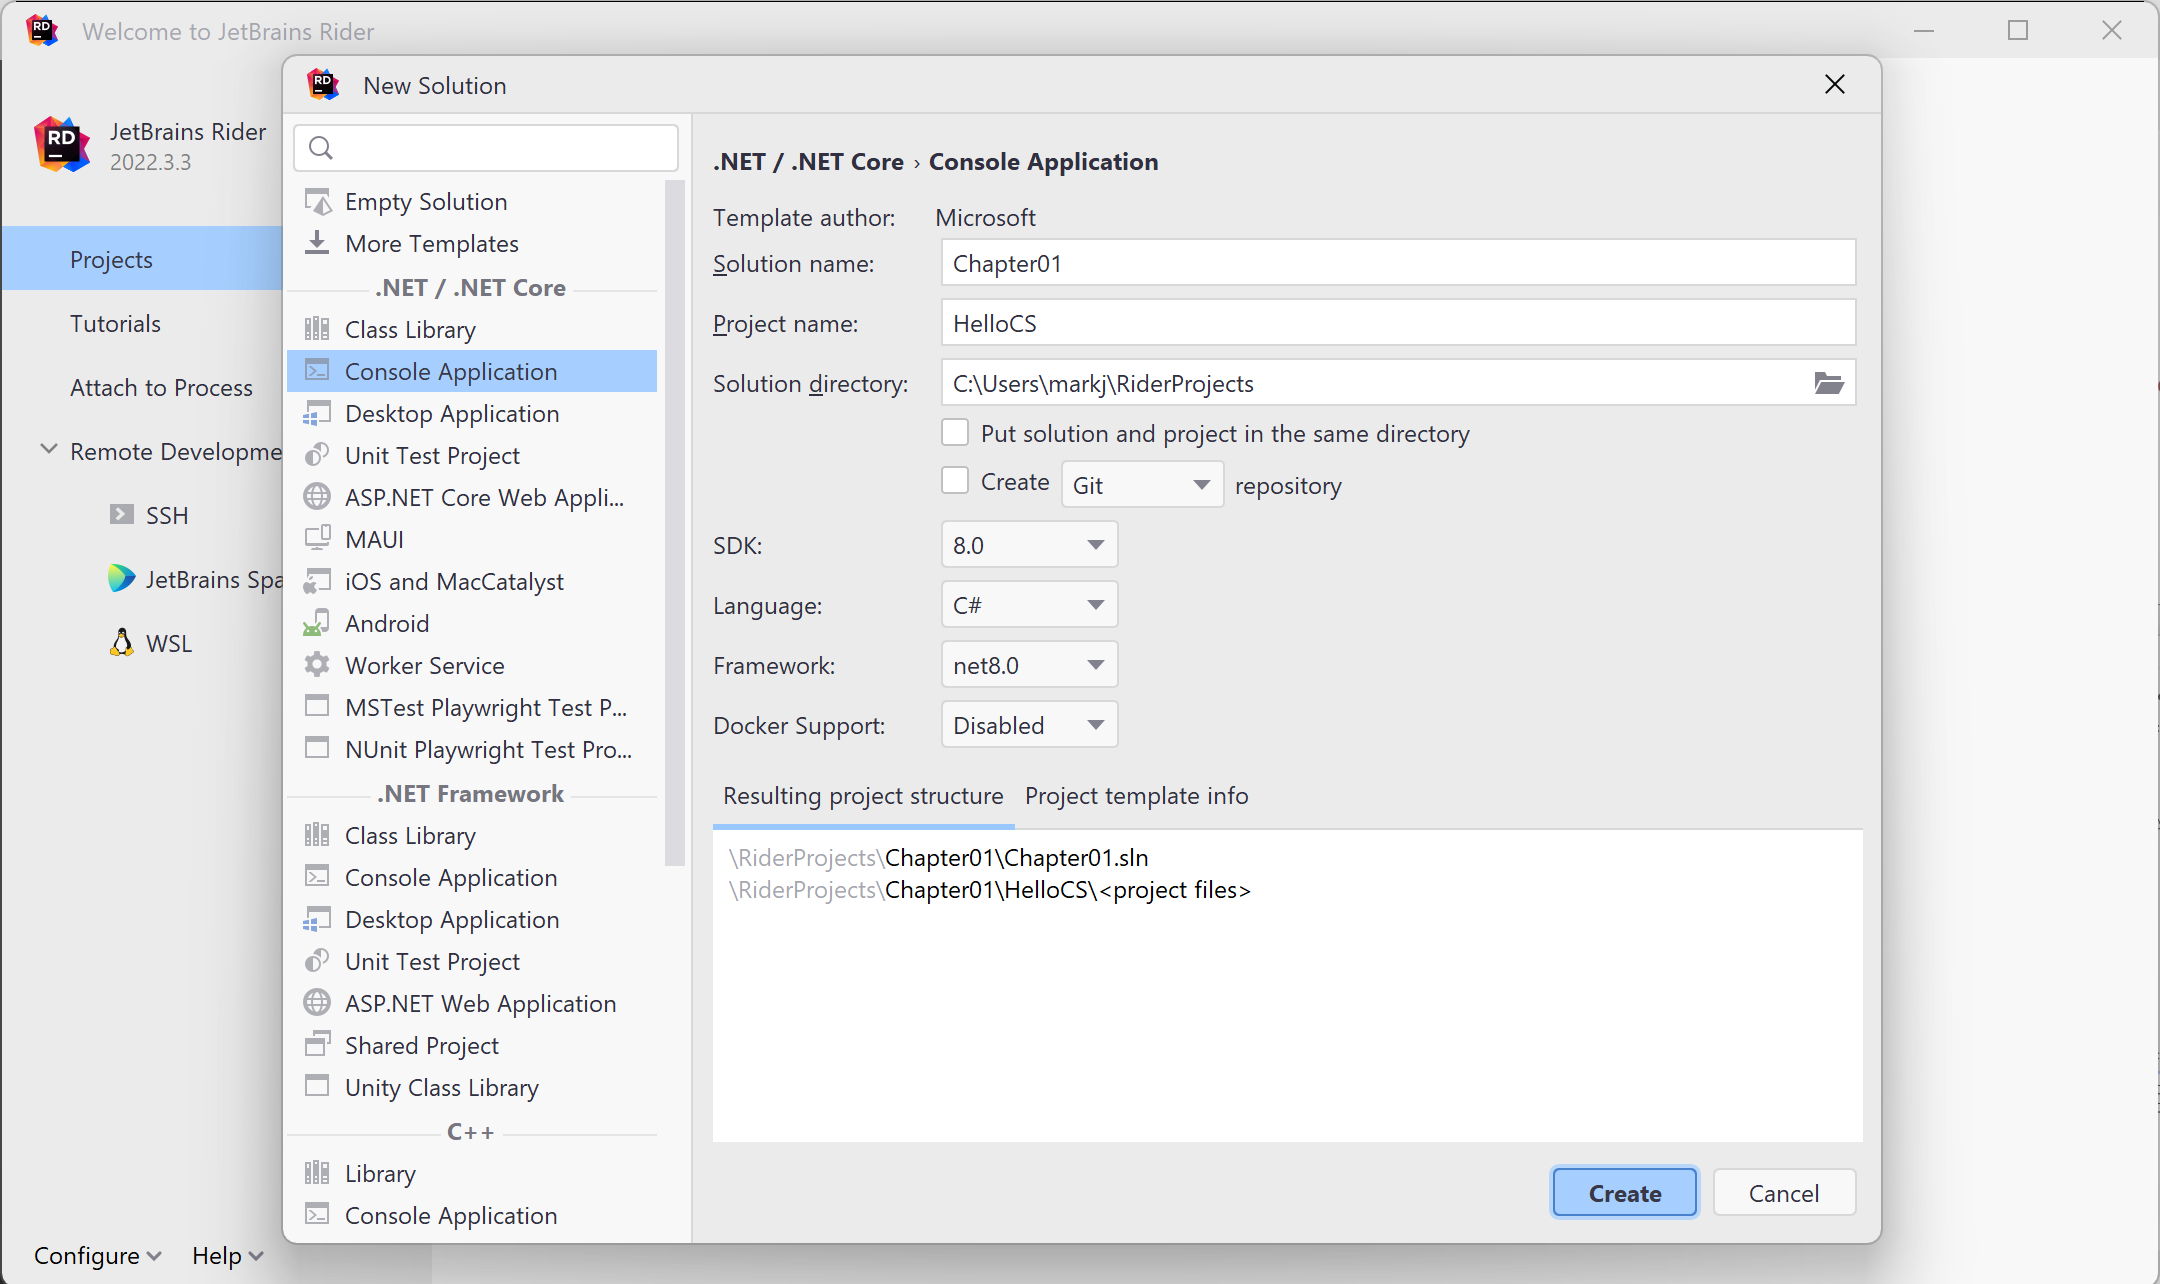 Welcome to JetBrains Rider
JetBrains Rider
2022.3.3
Projects
Tutorials
Attach to Process
Remote Developme
SSH
JetBrains Spa
WSL
Configure
Help
New Solution
Empty Solution
More Templates
.NET / .NET Core
Class Library
Console Application
Desktop Application
Unit Test Project
ASP.NET Core Web Appli...
MAUI
iOS and MacCatalyst
Android
Worker Service
MSTest Playwright Test P...
NUnit Playwright Test Pro...
.NET Framework
Class Library
Console Application
Desktop Application
Unit Test Project
ASP.NET Web Application
Shared Project
Unity Class Library
C++
Library
Console Application
.NET / .NET Core › Console Application
Template author: Microsoft
Solution name: Chapter01
Project name: HelloCS
Solution directory: C:\Users\markj\RiderProjects
Put solution and project in the same directory
Create Git repository
SDK: 8.0
Language: C#
Framework: net8.0
Docker Support: Disabled
Resulting project structure Project template info
\RiderProjects\Chapter01\Chapter01.sln
\RiderProjects\Chapter01\HelloCS\<project files>
Create Cancel